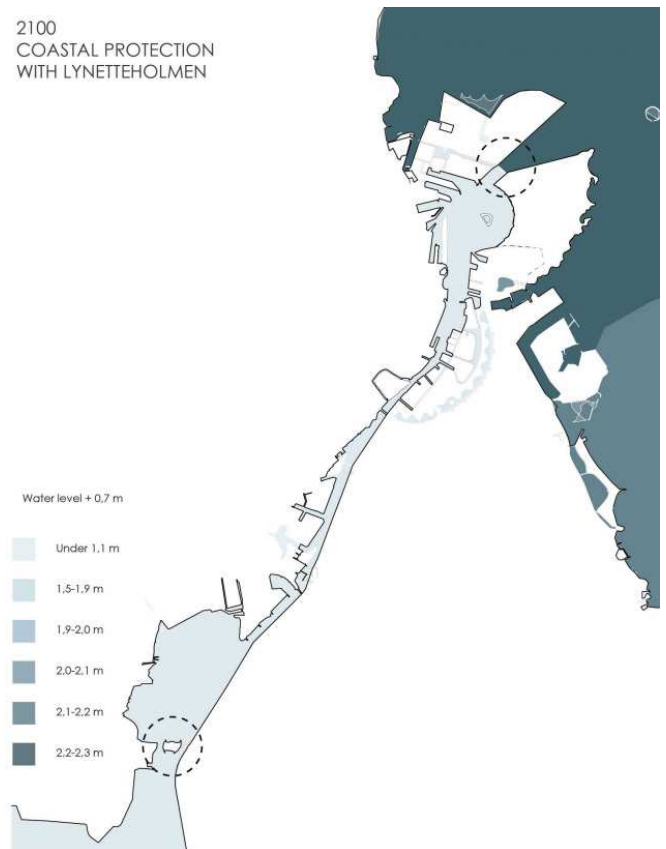 2100
COASTAL PROTECTION
WITH LYNETTEHOLMEN
Water level + 0,7 m
Under 1,1 m
1,5-1,9 m
1,9-2,0 m
2,0-2,1 m
2,1-2,2 m
2,2-2,3 m